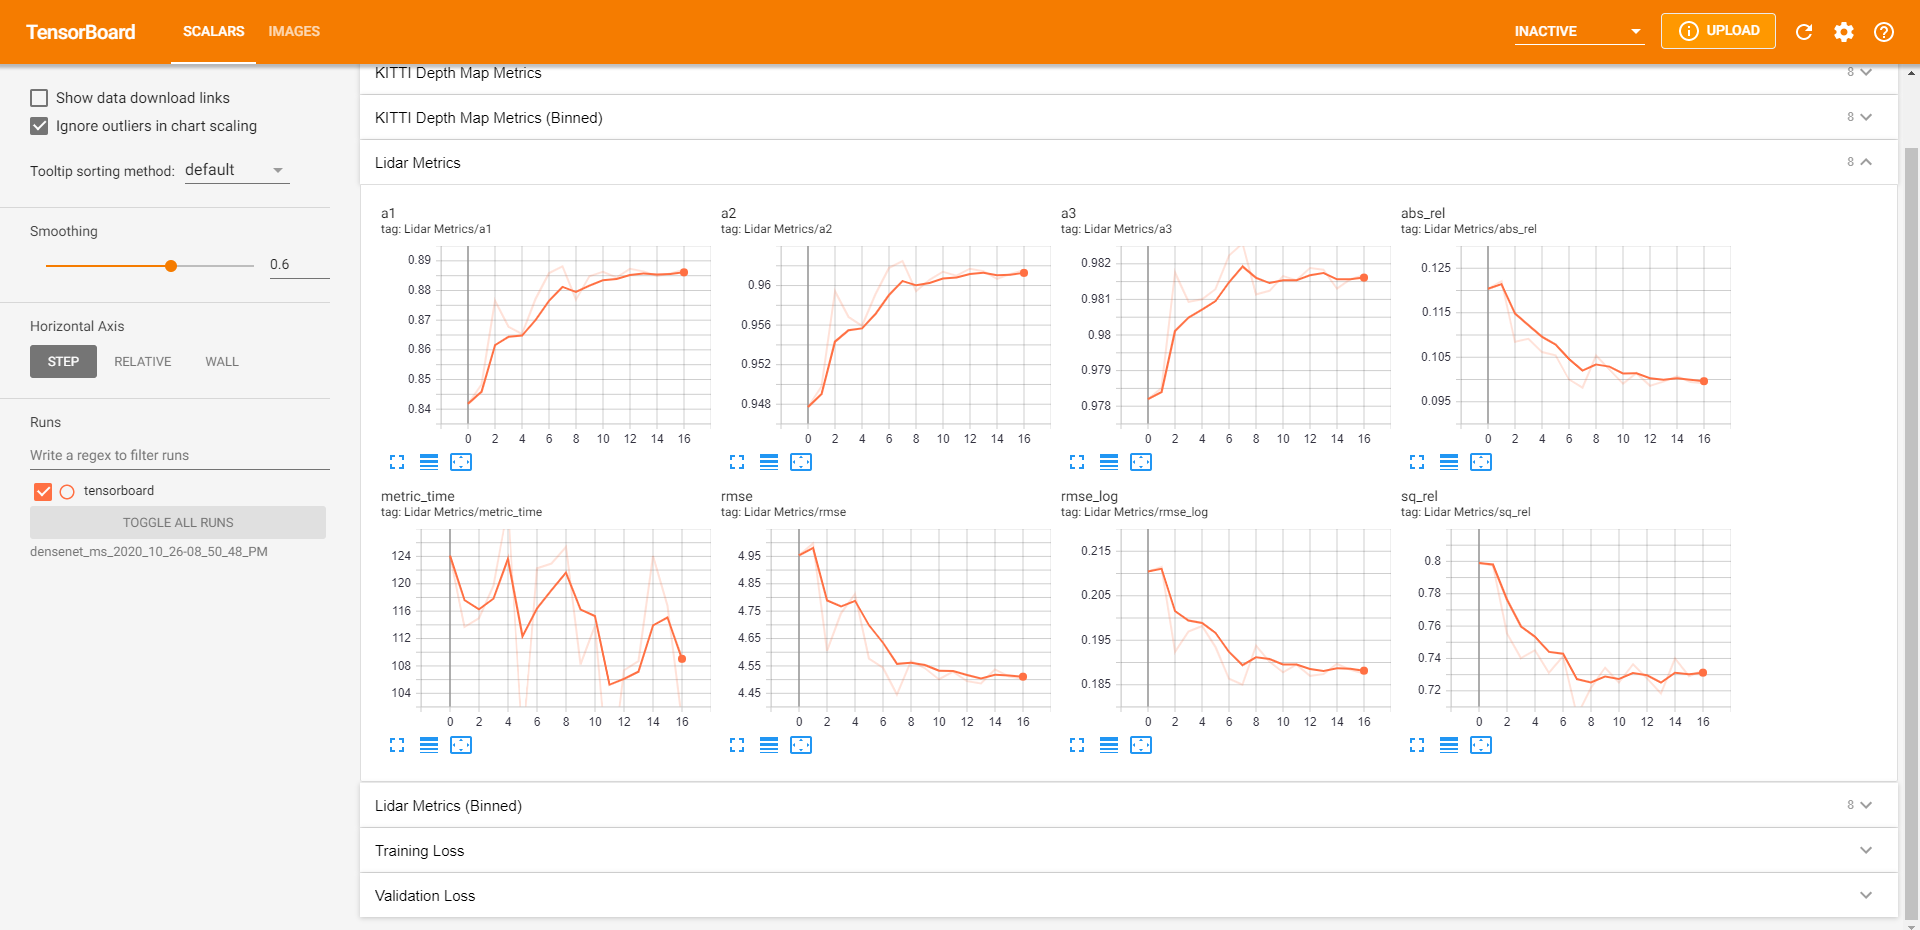 TensorBoard SCALARS IMAGES INACTIVE UPLOAD
Show data download links
Ignore outliers in chart scaling
Tooltip sorting method: default
Smoothing
0.6
Horizontal Axis
STEP RELATIVE WALL
Runs
Write a regex to filter runs
tensorboard
TOGGLE ALL RUNS
densenet_ms_2020_10_26-08_50_48_PM
KITTI Depth Map Metrics 8
KITTI Depth Map Metrics (Binned) 8
Lidar Metrics 8
a1
tag: Lidar Metrics/a1
0.89
0.88
0.87
0.86
0.85
0.84
0 2 4 6 8 10 12 14 16
a2
tag: Lidar Metrics/a2
0.96
0.956
0.952
0.948
0 2 4 6 8 10 12 14 16
a3
tag: Lidar Metrics/a3
0.982
0.981
0.98
0.979
0.978
0 2 4 6 8 10 12 14 16
abs_rel
tag: Lidar Metrics/abs_rel
0.125
0.115
0.105
0.095
0 2 4 6 8 10 12 14 16
metric_time
tag: Lidar Metrics/metric_time
124
120
116
112
108
104
0 2 4 6 8 10 12 14 16
rmse
tag: Lidar Metrics/rmse
4.95
4.85
4.75
4.65
4.55
4.45
0 2 4 6 8 10 12 14 16
rmse_log
tag: Lidar Metrics/rmse_log
0.215
0.205
0.195
0.185
0 2 4 6 8 10 12 14 16
sq_rel
tag: Lidar Metrics/sq_rel
0.8
0.78
0.76
0.74
0.72
0 2 4 6 8 10 12 14 16
Lidar Metrics (Binned) 8
Training Loss
Validation Loss